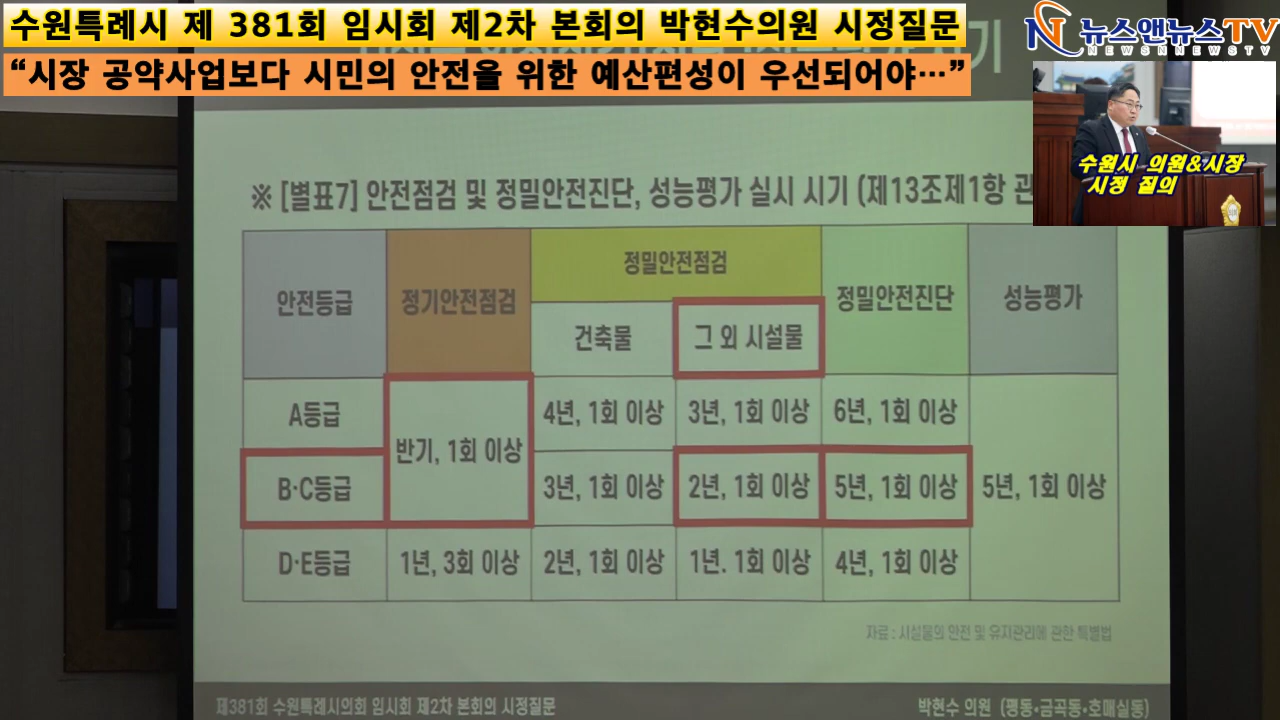 수원특례시 제 381회 임시회 제2차 본회의 박현수의원 시정질문
“시장 공약사업보다 시민의 안전을 위한 예산편성이 우선되어야…”
뉴스앤뉴스TV
NEWSNNEWSTV
수원시 의원&시장
시정 질의
기
※ [별표7] 안전점검 및 정밀안전진단, 성능평가 실시 시기 (제13조제1항 관
안전등급 정기안전점검 정밀안전점검 정밀안전진단 성능평가
건축물 그 외 시설물
A등급 반기, 1회 이상 4년, 1회 이상 3년, 1회 이상 6년, 1회 이상 5년, 1회 이상
B·C등급 3년, 1회 이상 2년, 1회 이상 5년, 1회 이상
D·E등급 1년, 3회 이상 2년, 1회 이상 1년. 1회 이상 4년, 1회 이상
자료 : 시설물의 안전 및 유지관리에 관한 특별법
제381회 수원특례시의회 임시회 제2차 본회의 시정질문
박현수 의원 (평동·금곡동·호매실동)